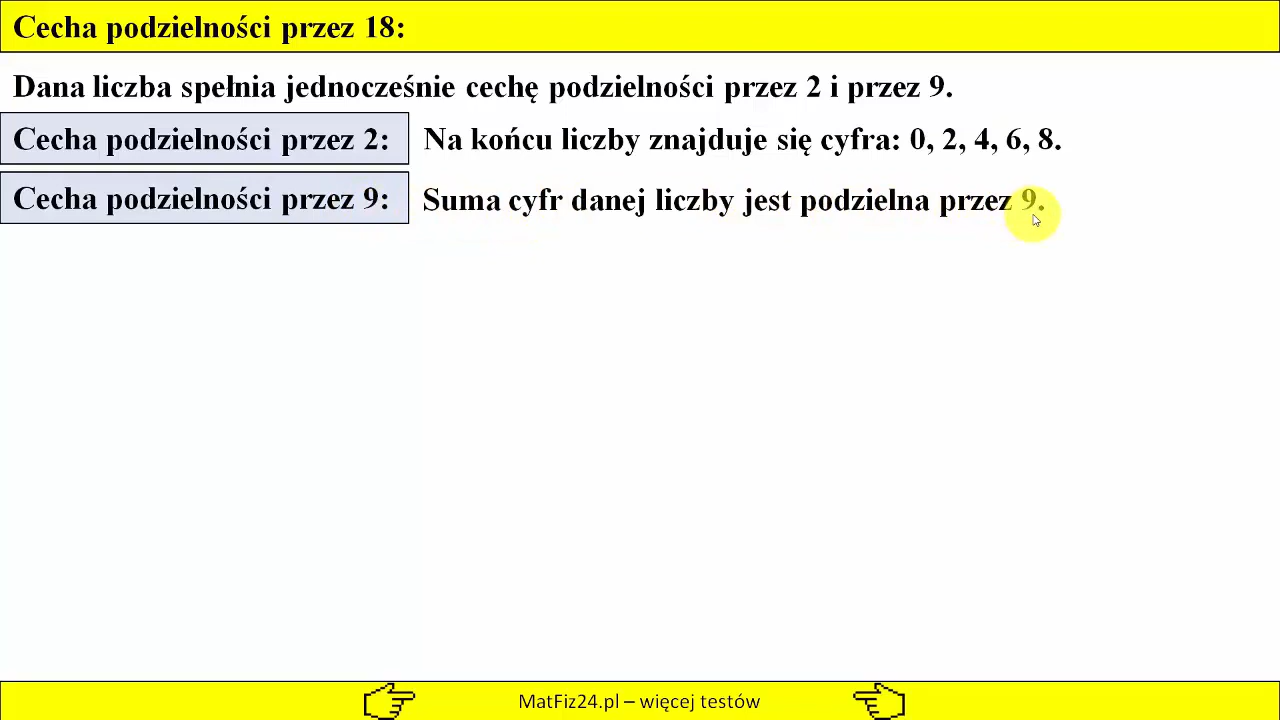 Cecha podzielności przez 18:
Dana liczba spełnia jednocześnie cechę podzielności przez 2 i przez 9.
Cecha podzielności przez 2: Na końcu liczby znajduje się cyfra: 0, 2, 4, 6, 8.
Cecha podzielności przez 9: Suma cyfr danej liczby jest podzielna przez 9.
MatFiz24.pl – więcej testów